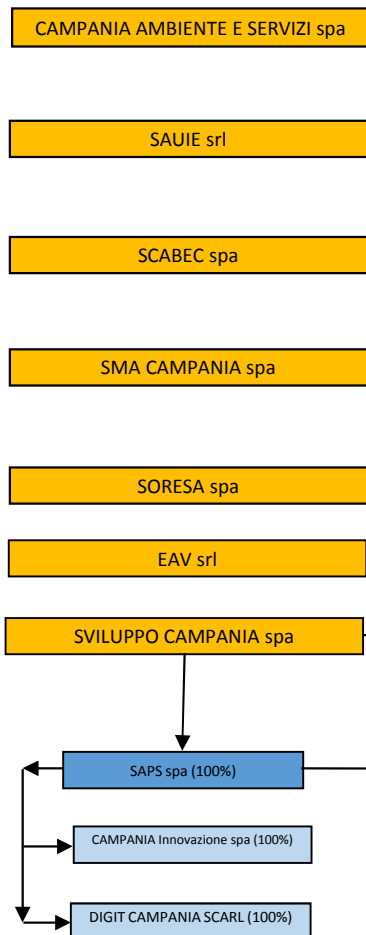 CAMPANIA AMBIENTE E SERVIZI spa
SAUIE srl
SCABEC spa
SMA CAMPANIA spa
SORESA spa
EAV srl
SVILUPPO CAMPANIA spa
SAPS spa (100%)
CAMPANIA Innovazione spa (100%)
DIGIT CAMPANIA SCARL (100%)